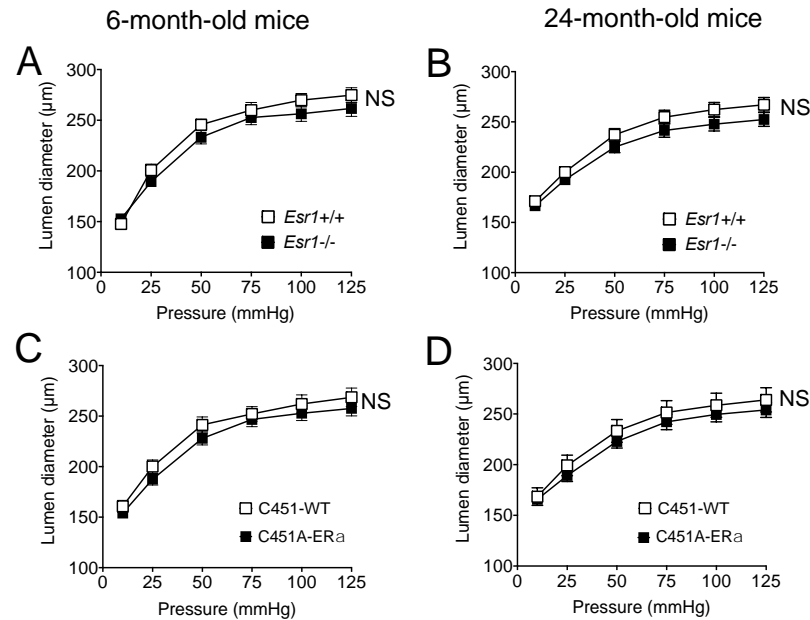 6-month-old mice
24-month-old mice
A
Lumen diameter (µm)
300
250
200
150
100
NS
Esr1+/+
Esr1-/-
0 25 50 75 100 125
Pressure (mmHg)
B
Lumen diameter (µm)
300
250
200
150
100
NS
Esr1+/+
Esr1-/-
0 25 50 75 100 125
Pressure (mmHg)
C
Lumen diameter (µm)
300
250
200
150
100
NS
C451-WT
C451A-ERa
0 25 50 75 100 125
Pressure (mmHg)
D
Lumen diameter (µm)
300
250
200
150
100
NS
C451-WT
C451A-ERa
0 25 50 75 100 125
Pressure (mmHg)